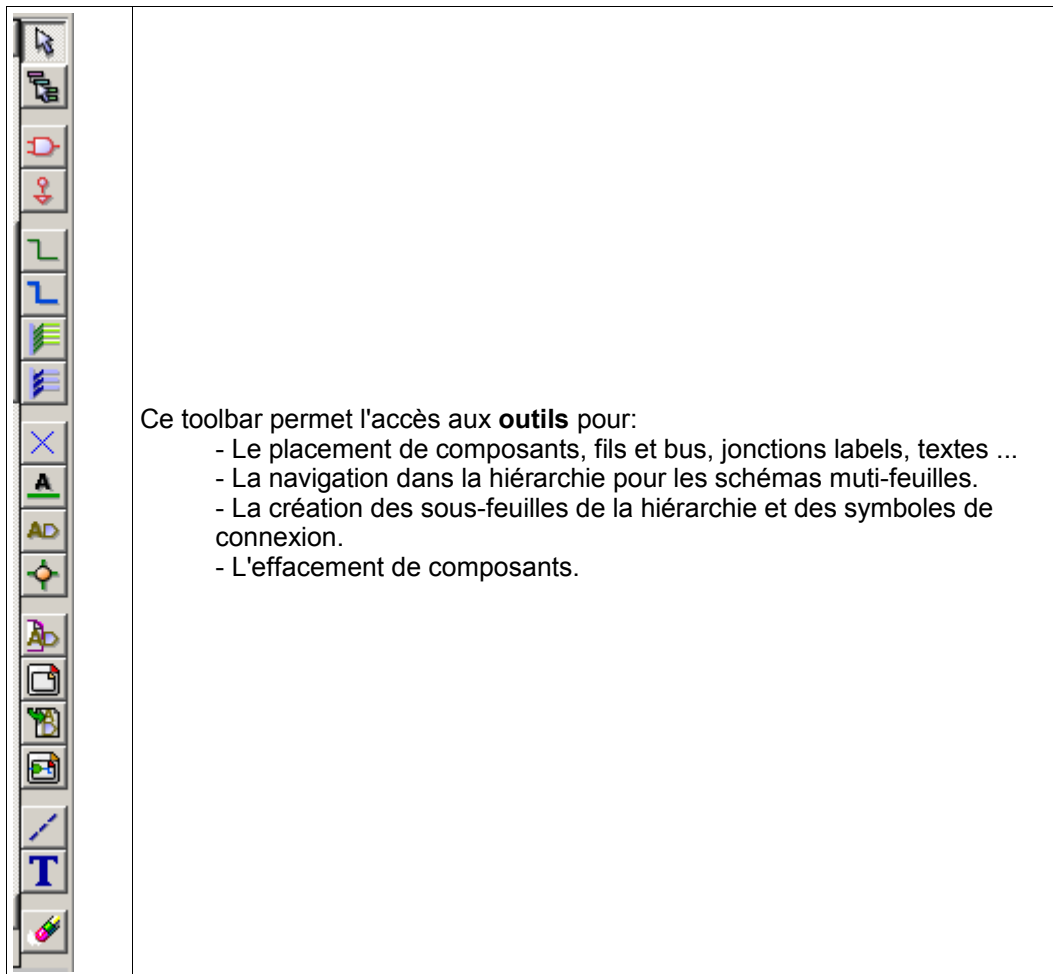 A
A
A
T
Ce toolbar permet l'accès aux outils pour:
- Le placement de composants, fils et bus, jonctions labels, textes ...
- La navigation dans la hiérarchie pour les schémas muti-feuilles.
- La création des sous-feuilles de la hiérarchie et des symboles de
connexion.
- L'effacement de composants.